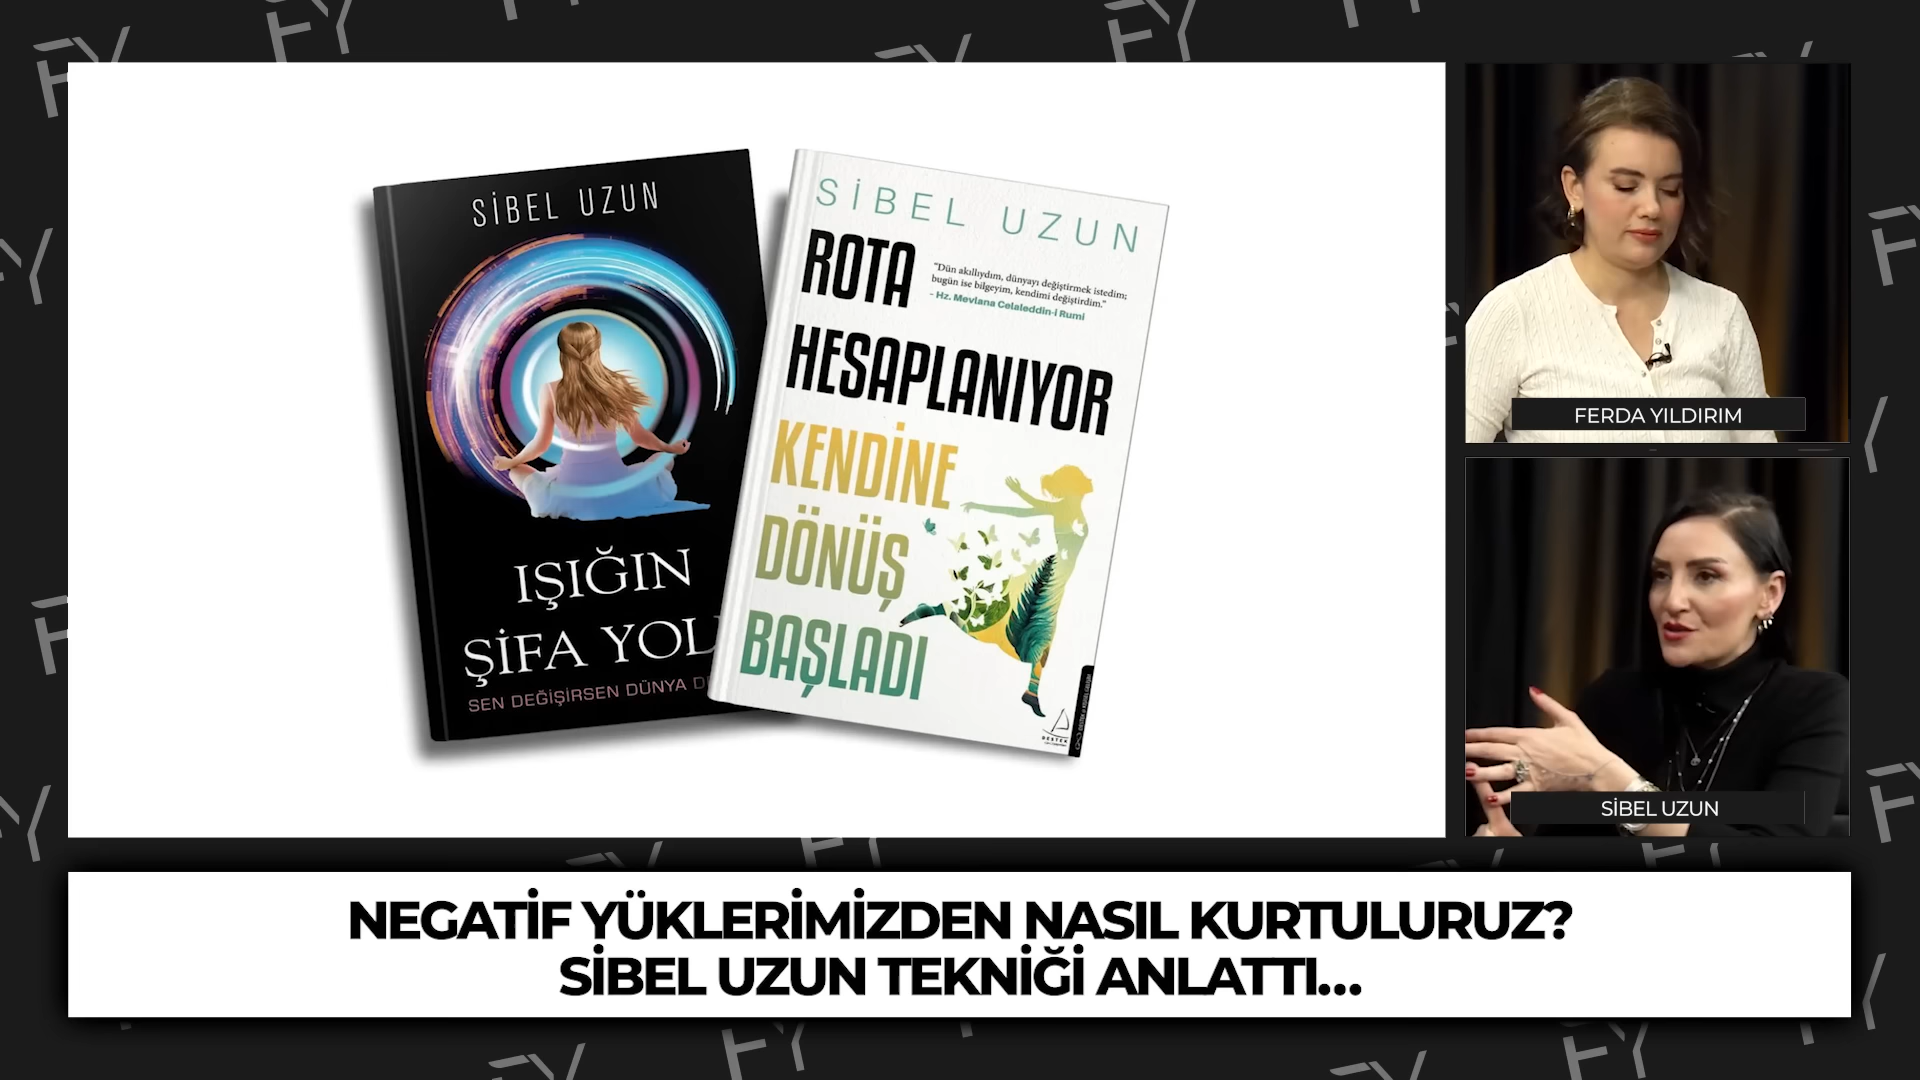 SİBEL UZUN
IŞIĞIN
ŞİFA YOL
SEN DEĞİŞİRSEN DÜNYA
SİBEL UZUN
ROTA
"Dün akıllıydım, dünyayı değiştirmek istedim;
bugün ise bilgeyim, kendimi değiştirdim."
- Hz. Mevlana Celaleddin-i Rumi
HESAPLANIYOR
KENDİNE
DÖNÜŞ
BAŞLADI
DESTEK
FERDA YILDIRIM
SİBEL UZUN
NEGATİF YÜKLERİMİZDEN NASIL KURTULURUZ?
SİBEL UZUN TEKNİĞİ ANLATTI...